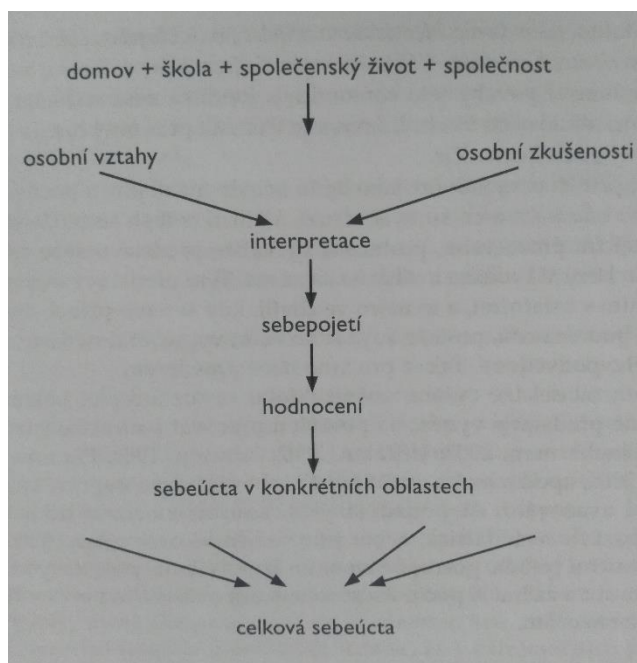 domov + škola + společenský život + společnost
osobní vztahy
osobní zkušenosti
interpretace
sebepojetí
hodnocení
sebeúcta v konkrétních oblastech
celková sebeúcta